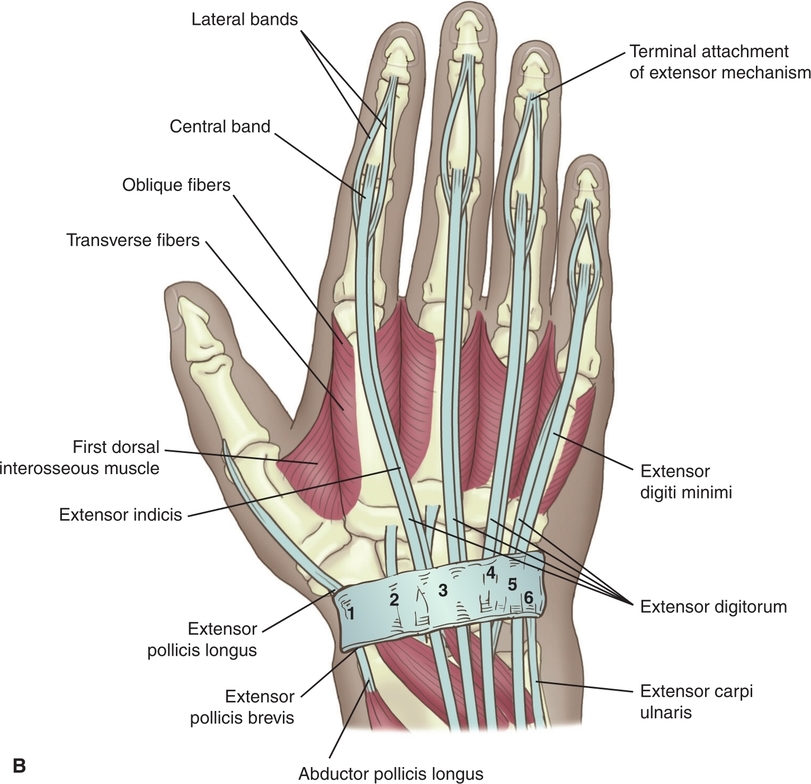 Lateral bands
Terminal attachment
of extensor mechanism
Central band
Oblique fibers
Transverse fibers
First dorsal
interosseous muscle
Extensor
digiti minimi
Extensor indicis
1
2
3
4
5
6
Extensor digitorum
Extensor
pollicis longus
Extensor
pollicis brevis
Extensor carpi
ulnaris
B
Abductor pollicis longus